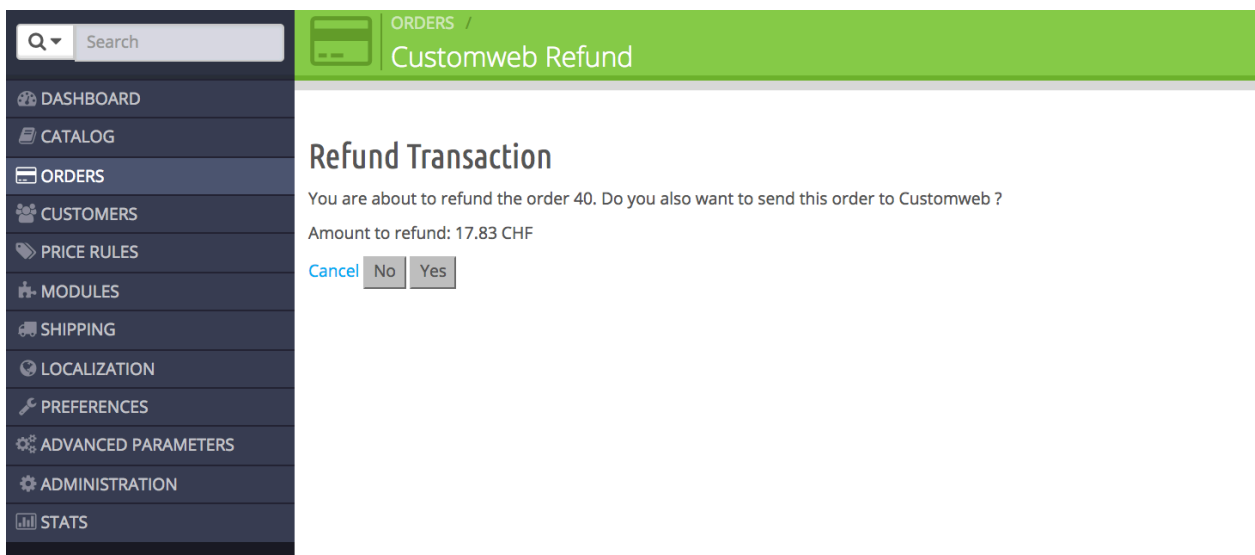 Search
DASHBOARD
CATALOG
ORDERS
CUSTOMERS
PRICE RULES
MODULES
SHIPPING
LOCALIZATION
PREFERENCES
ADVANCED PARAMETERS
ADMINISTRATION
STATS
ORDERS /
Customweb Refund
Refund Transaction
You are about to refund the order 40. Do you also want to send this order to Customweb ?
Amount to refund: 17.83 CHF
Cancel No Yes